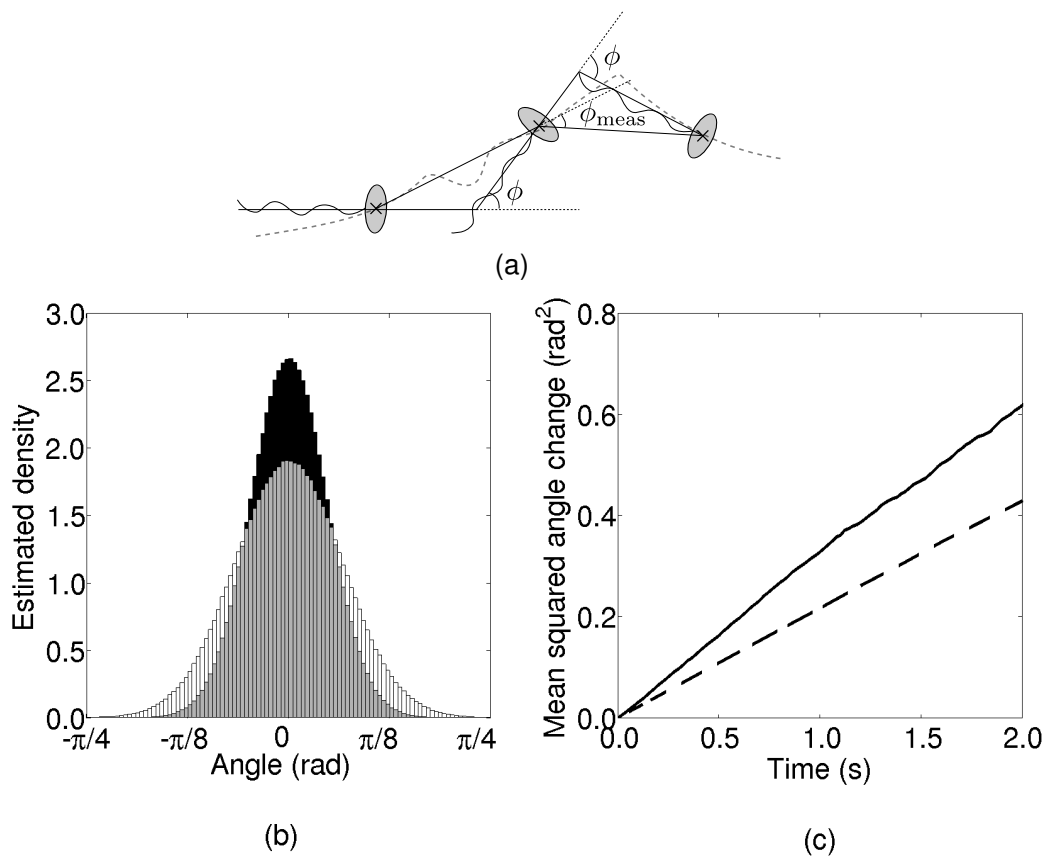 ϕ
ϕmeas
ϕ
(a)
Estimated density
3.0
2.5
2.0
1.5
1.0
0.5
0.0
-π/4 -π/8 0 π/8 π/4
Angle (rad)
(b)
Mean squared angle change (rad²)
0.8
0.6
0.4
0.2
0.0
0.0 0.5 1.0 1.5 2.0
Time (s)
(c)